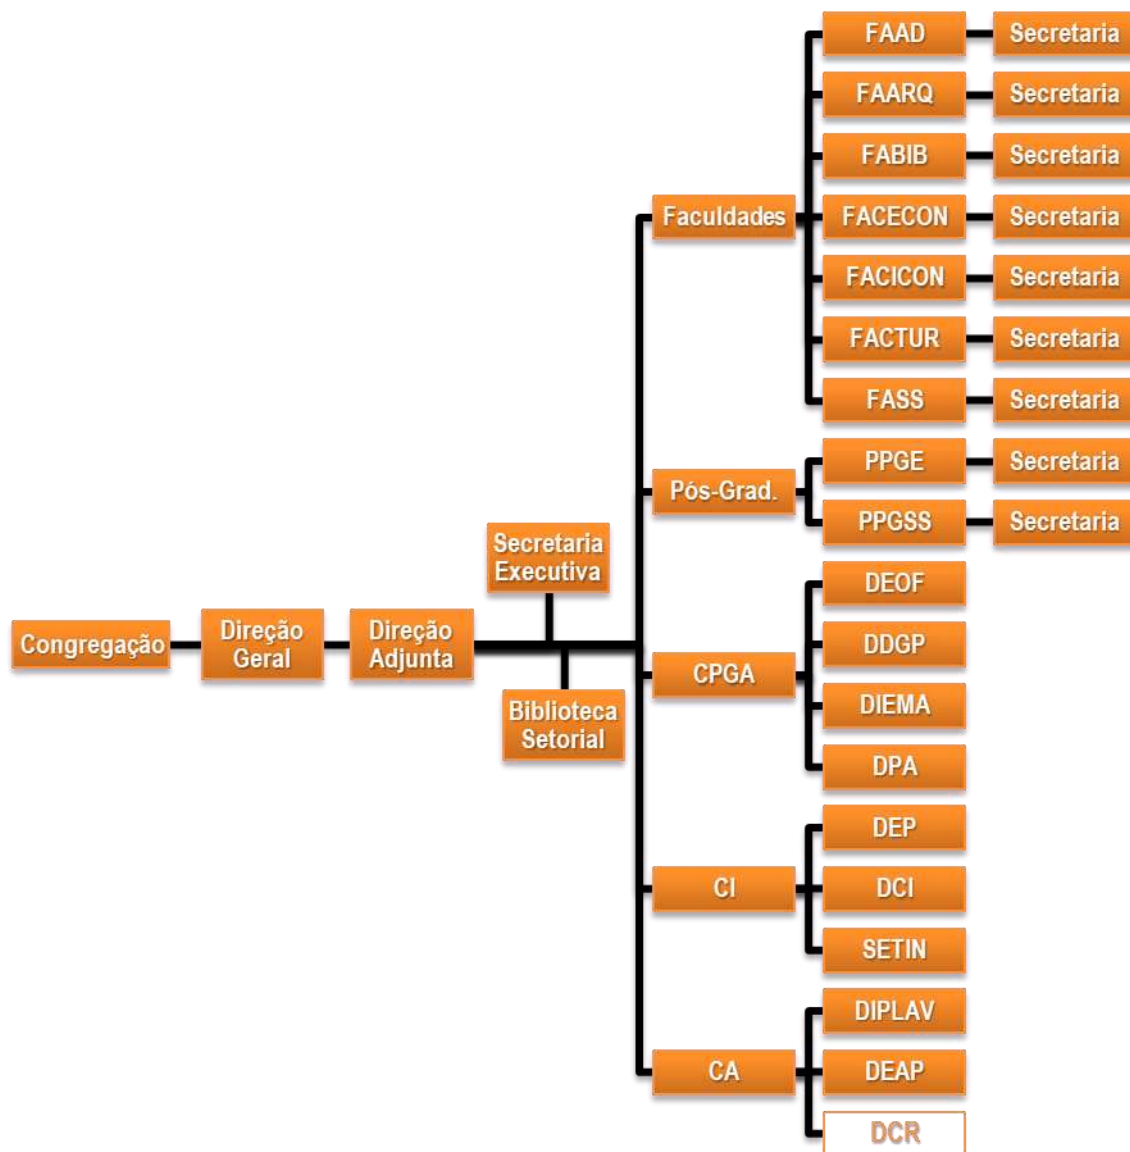 FAAD Secretaria
FAARQ Secretaria
FABIB Secretaria
Faculdades FACECON Secretaria
FACICON Secretaria
FACTUR Secretaria
FASS Secretaria
PPGE Secretaria
Pós-Grad.
PPGSS Secretaria
Secretaria
Executiva
DEOF
Congregação
Direção
Geral
Direção
Adjunta
DDGP
CPGA
Biblioteca
Setorial
DIEMA
DPA
DEP
CI DCI
SETIN
DIPLAV
CA DEAP
DCR